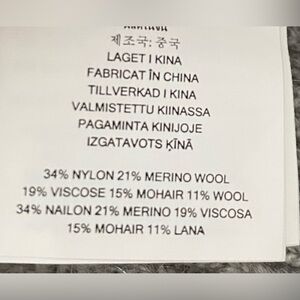 제조국: 중국
LAGET I KINA
FABRICAT ÎN CHINA
TILLVERKAD I KINA
VALMISTETTU KIINASSA
PAGAMINTA KINIJOJE
IZGATAVOTS ĶĪNĀ
34% NYLON 21% MERINO WOOL
19% VISCOSE 15% MOHAIR 11% WOOL
34% NAILON 21% MERINO 19% VISCOSA
15% MOHAIR 11% LANA